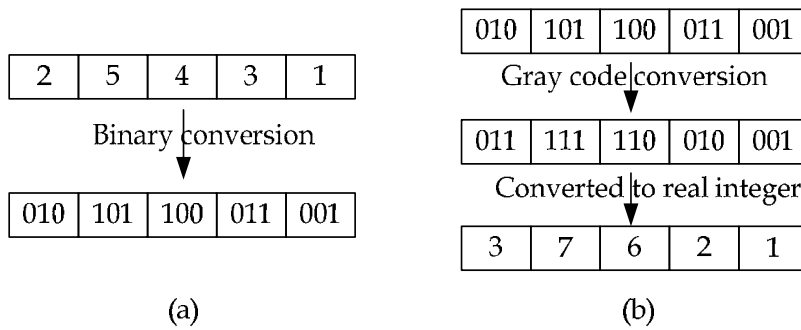 2 5 4 3 1
Binary conversion
010 101 100 011 001
(a)
010 101 100 011 001
Gray code conversion
011 111 110 010 001
Converted to real integer
3 7 6 2 1
(b)